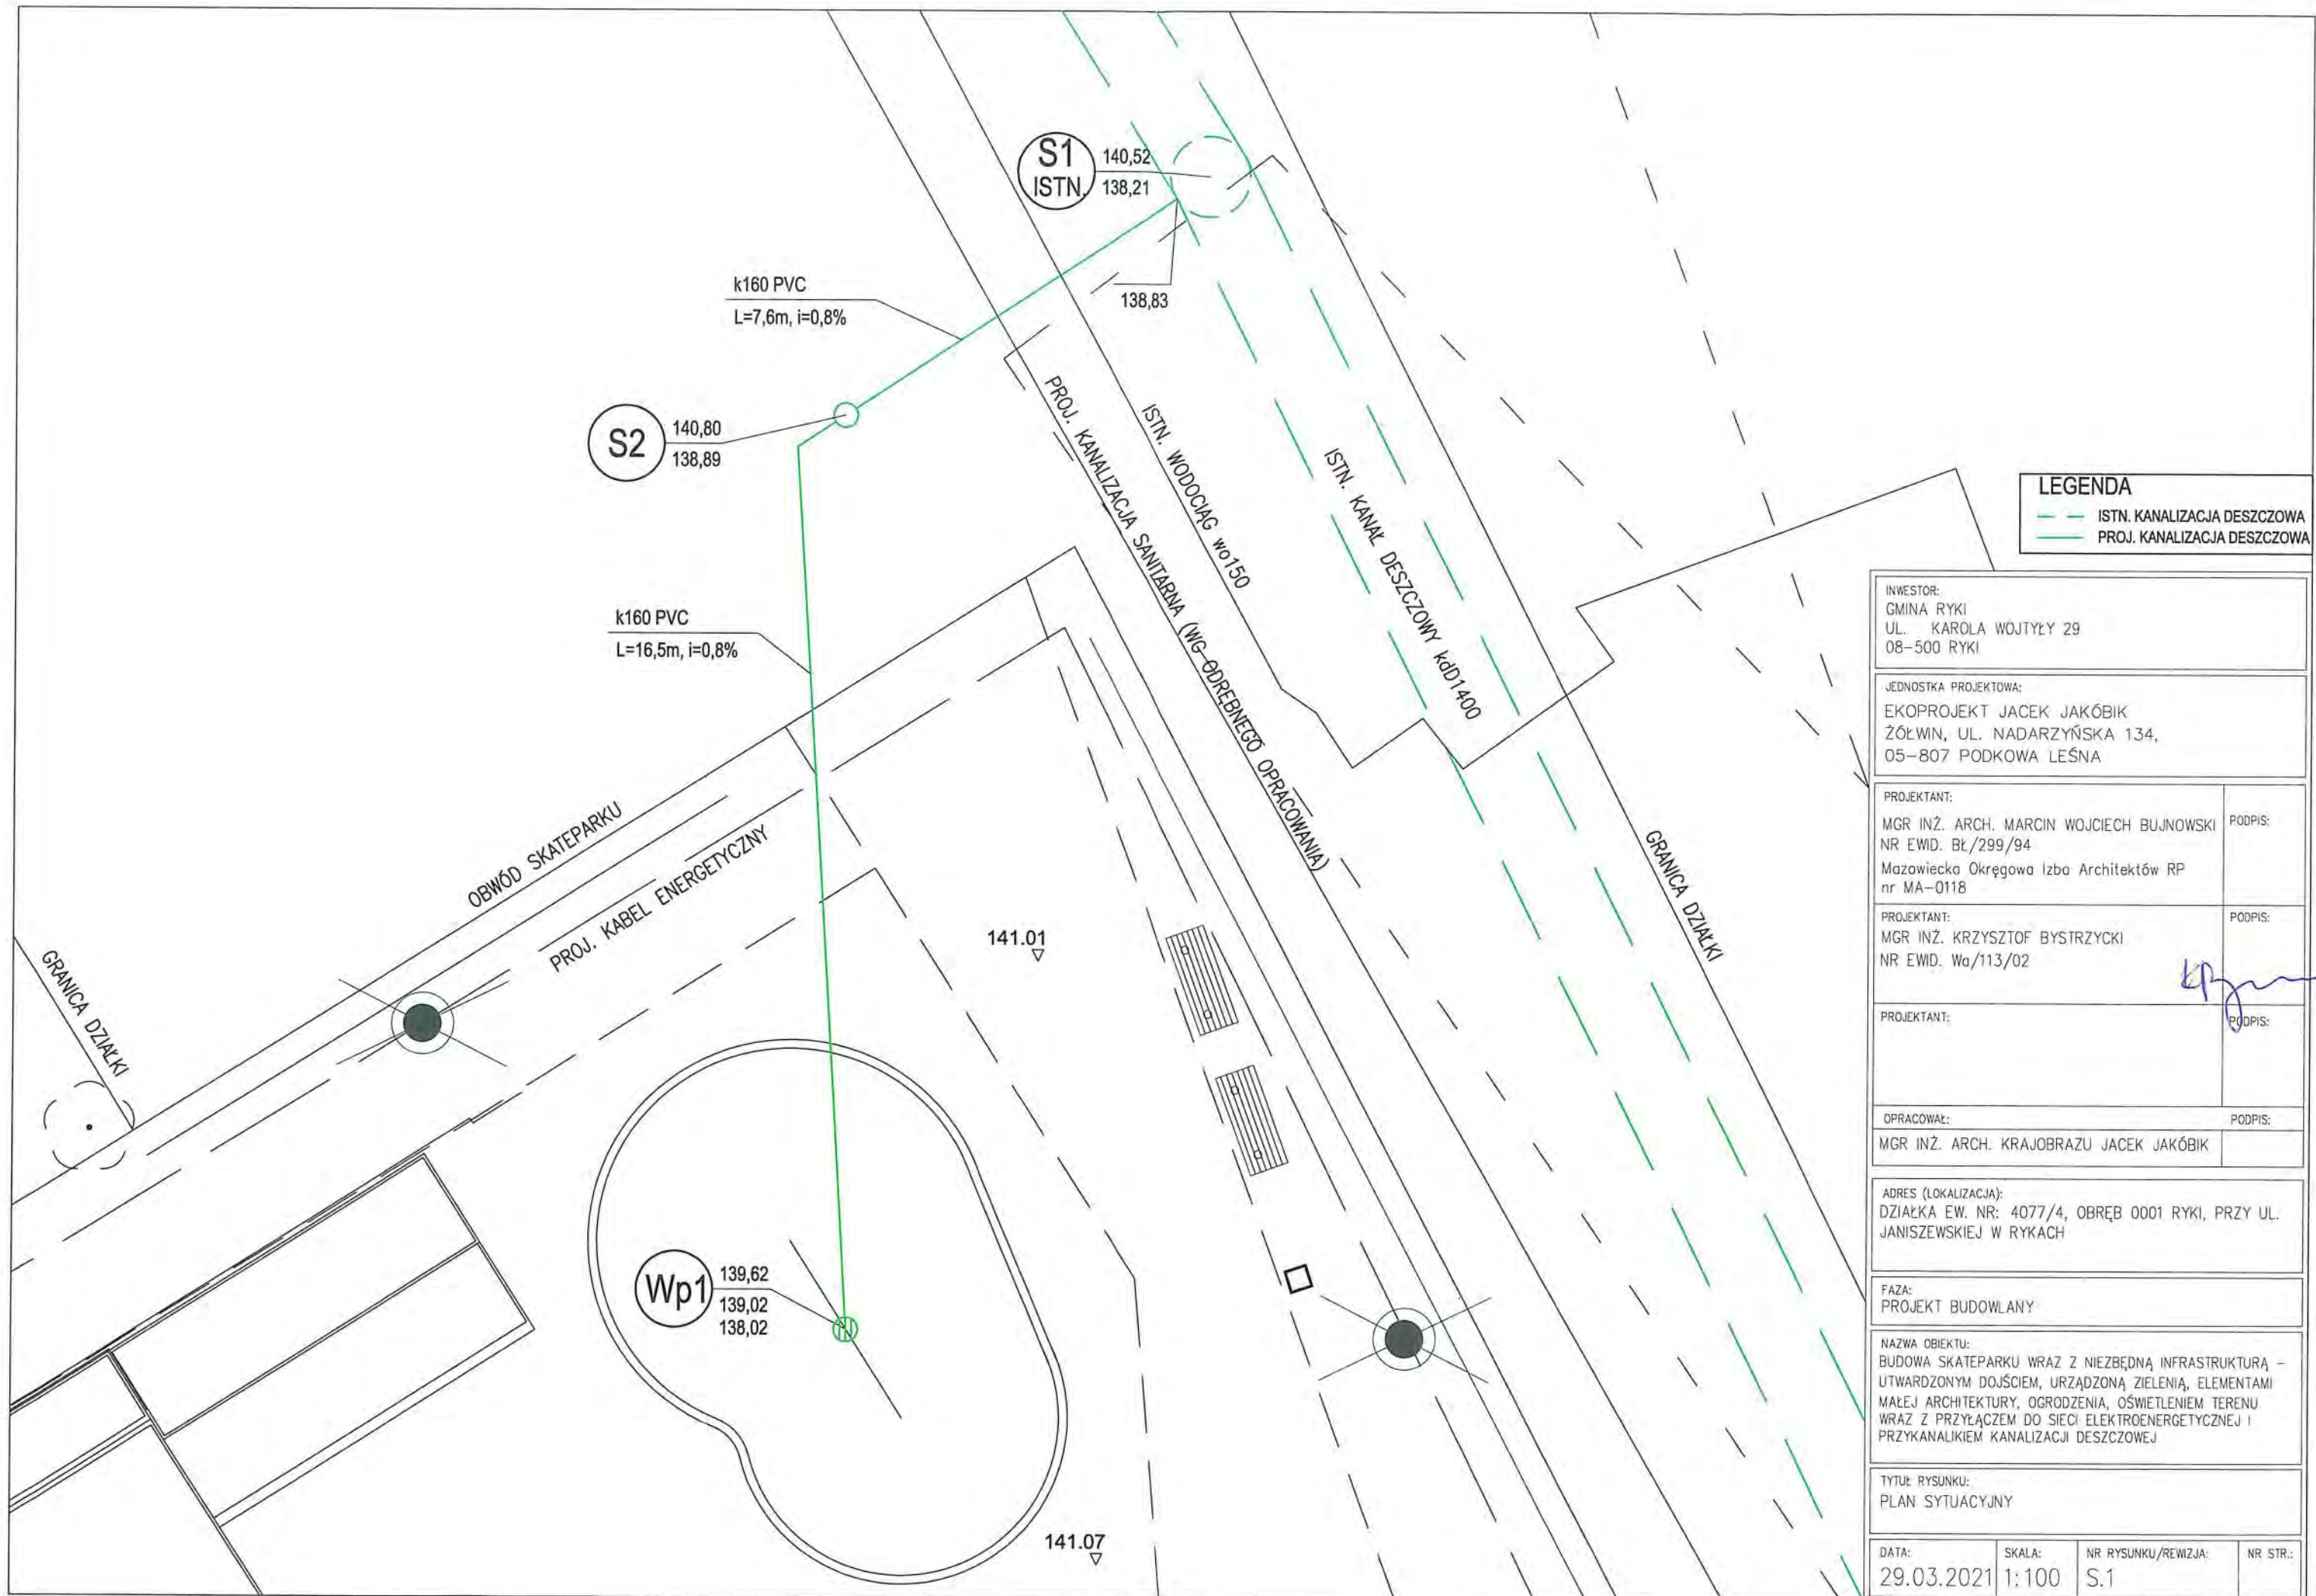 S1
ISTN.
140,52
138,21
138,83
k160 PVC
L=7,6m, i=0,8%
S2
140,80
138,89
k160 PVC
L=16,5m, i=0,8%
PROJ. KANALIZACJA SANITARNA (WG ODRĘBNEGO OPRACOWANIA)
ISTN. WODOCIĄG wo150
ISTN. KANAŁ DESZCZOWY kdD1400
GRANICA DZIAŁKI
OBWÓD SKATEPARKU
PROJ. KABEL ENERGETYCZNY
GRANICA DZIAŁKI
141.01
Wp1
139,62
139,02
138,02
141.07
LEGENDA
ISTN. KANALIZACJA DESZCZOWA
PROJ. KANALIZACJA DESZCZOWA
INWESTOR:
GMINA RYKI
UL. KAROLA WOJTYŁY 29
08-500 RYKI
JEDNOSTKA PROJEKTOWA:
EKOPROJEKT JACEK JAKÓBIK
ŻÓŁWIN, UL. NADARZYŃSKA 134,
05-807 PODKOWA LEŚNA
PROJEKTANT:
PODPIS:
MGR INŻ. ARCH. MARCIN WOJCIECH BUJNOWSKI
NR EWID. BŁ/299/94
Mazowiecka Okręgowa Izba Architektów RP
nr MA-0118
PROJEKTANT:
PODPIS:
MGR INŻ. KRZYSZTOF BYSTRZYCKI
NR EWID. Wa/113/02
PROJEKTANT:
PODPIS:
OPRACOWAŁ:
PODPIS:
MGR INŻ. ARCH. KRAJOBRAZU JACEK JAKÓBIK
ADRES (LOKALIZACJA):
DZIAŁKA EW. NR: 4077/4, OBRĘB 0001 RYKI, PRZY UL.
JANISZEWSKIEJ W RYKACH
FAZA:
PROJEKT BUDOWLANY
NAZWA OBIEKTU:
BUDOWA SKATEPARKU WRAZ Z NIEZBĘDNĄ INFRASTRUKTURĄ –
UTWARDZONYM DOJŚCIEM, URZĄDZONĄ ZIELENIĄ, ELEMENTAMI
MAŁEJ ARCHITEKTURY, OGRODZENIA, OŚWIETLENIEM TERENU
WRAZ Z PRZYŁĄCZEM DO SIECI ELEKTROENERGETYCZNEJ I
PRZYKANALIKIEM KANALIZACJI DESZCZOWEJ
TYTUŁ RYSUNKU:
PLAN SYTUACYJNY
DATA:
29.03.2021
SKALA:
1:100
NR RYSUNKU/REWIZJA:
S.1
NR STR.: